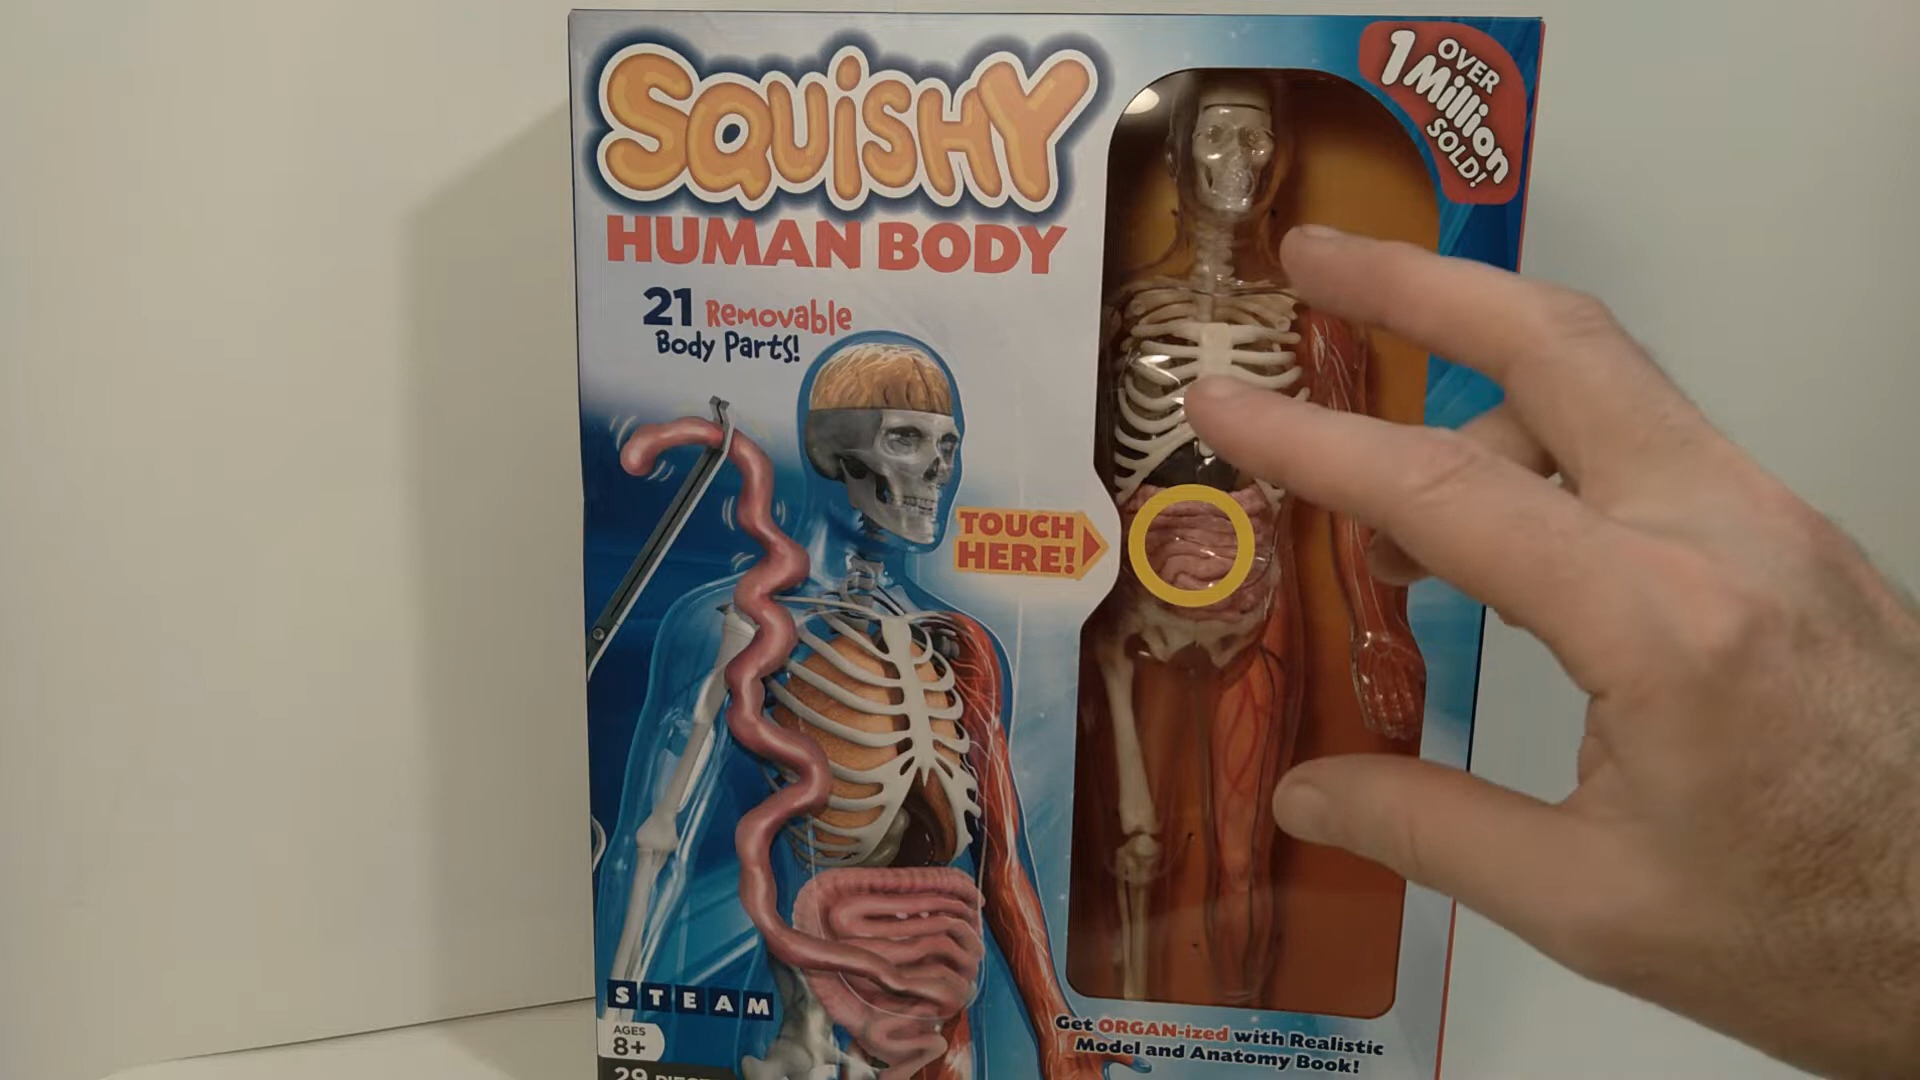 SQUiSHY
HUMAN BODY
21 Removable
Body Parts!
OVER
1 Million
SOLD!
TOUCH
HERE!
STEAM
AGES
8+
29
Get ORGAN-ized with Realistic
Model and Anatomy Book!